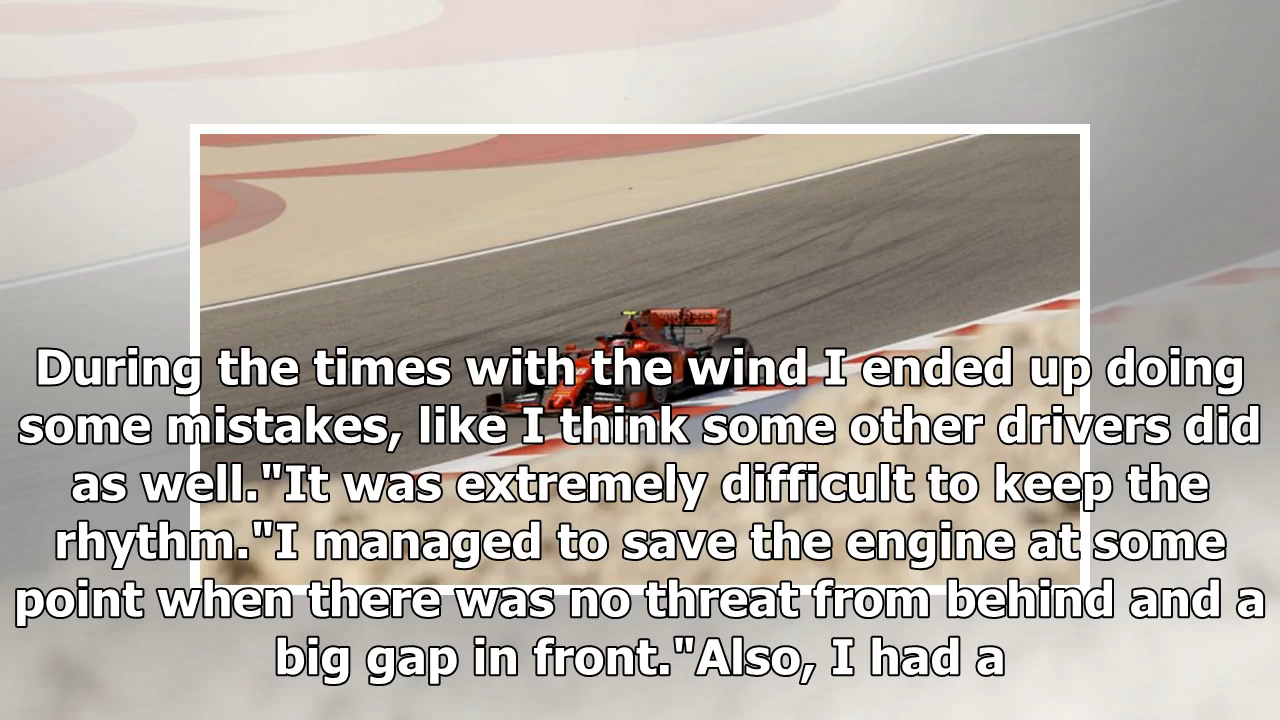 During the times with the wind I ended up doing
some mistakes, like I think some other drivers did
as well."It was extremely difficult to keep the
rhythm."I managed to save the engine at some
point when there was no threat from behind and a
big gap in front."Also, I had a